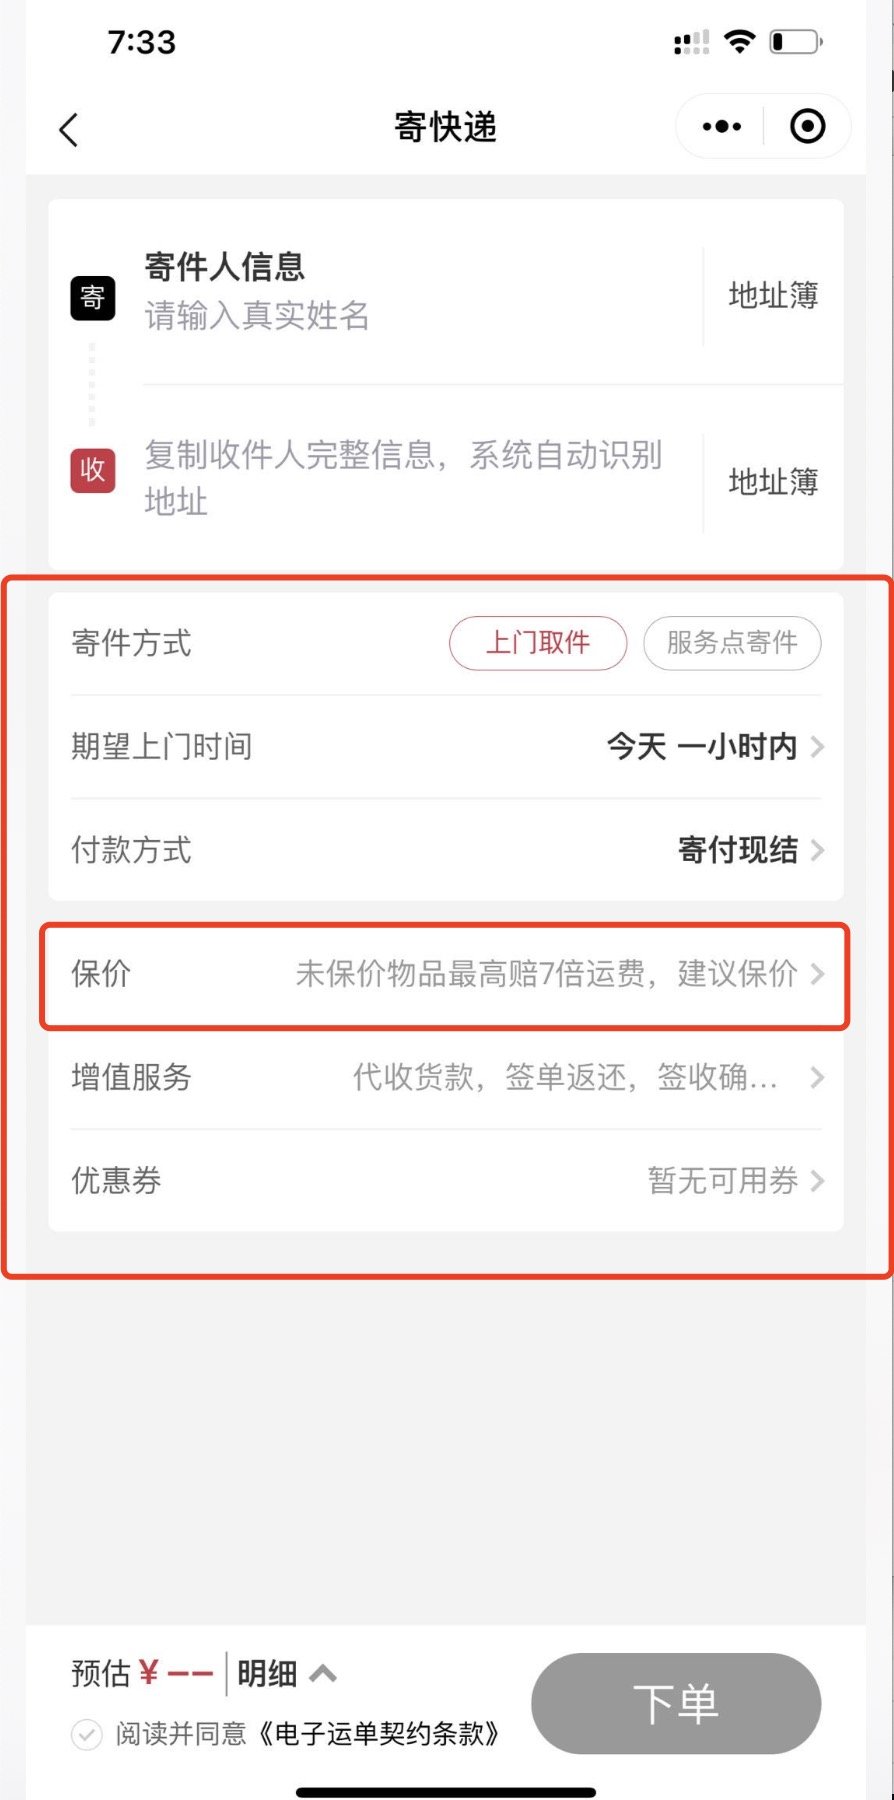 7:33
寄快递
寄
寄件人信息
请输入真实姓名
地址簿
收
复制收件人完整信息，系统自动识别
地址
地址簿
寄件方式 上门取件 服务点寄件
期望上门时间 今天 一小时内
付款方式 寄付现结
保价 未保价物品最高赔7倍运费，建议保价
增值服务 代收货款，签单返还，签收确...
优惠券 暂无可用券
预估 ¥ -- 明细
阅读并同意《电子运单契约条款》
下单